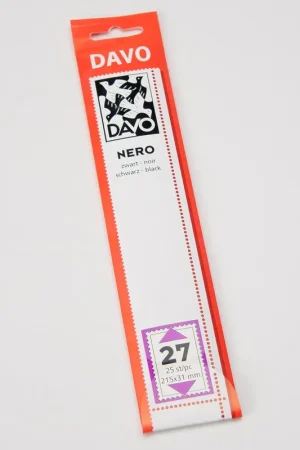 DAVO
DAVO
NERO
zwart - noir
schwarz - black
27
25 st/pc
215x31 mm